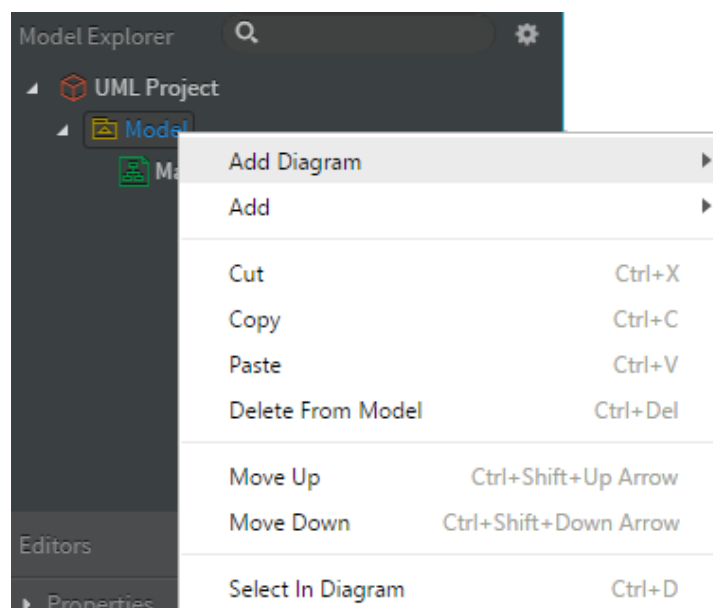 Model Explorer
UML Project
Model
Add Diagram
Add
Cut Ctrl+X
Copy Ctrl+C
Paste Ctrl+V
Delete From Model Ctrl+Del
Move Up Ctrl+Shift+Up Arrow
Move Down Ctrl+Shift+Down Arrow
Editors
Select In Diagram Ctrl+D
Properties